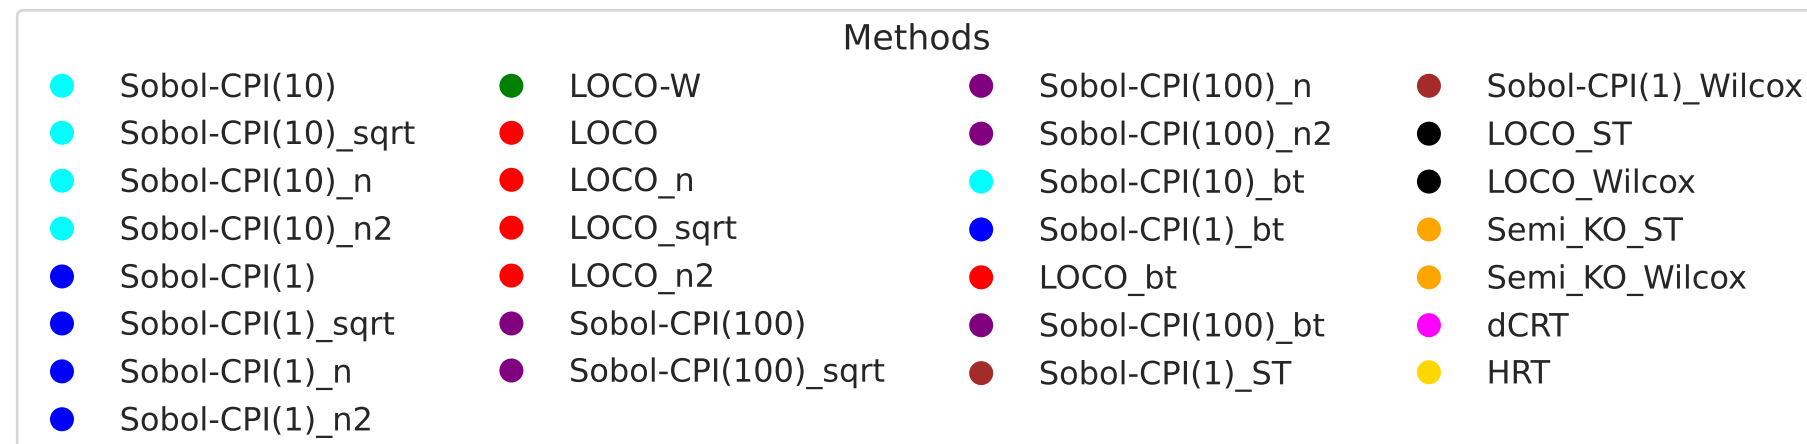 Methods
Sobol-CPI(10)
Sobol-CPI(10)_sqrt
Sobol-CPI(10)_n
Sobol-CPI(10)_n2
Sobol-CPI(1)
Sobol-CPI(1)_sqrt
Sobol-CPI(1)_n
Sobol-CPI(1)_n2
LOCO-W
LOCO
LOCO_n
LOCO_sqrt
LOCO_n2
Sobol-CPI(100)
Sobol-CPI(100)_sqrt
Sobol-CPI(100)_n
Sobol-CPI(100)_n2
Sobol-CPI(10)_bt
Sobol-CPI(1)_bt
LOCO_bt
Sobol-CPI(100)_bt
Sobol-CPI(1)_ST
Sobol-CPI(1)_Wilcox
LOCO_ST
LOCO_Wilcox
Semi_KO_ST
Semi_KO_Wilcox
dCRT
HRT